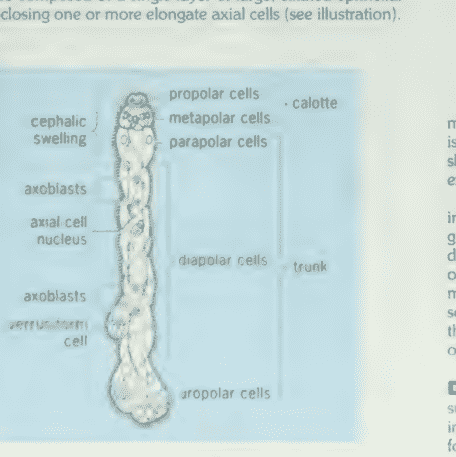 closing one or more elongate axial cells (see illustration).
propolar cells
calotte
cephalic
swelling
metapolar cells
parapolar cells
axoblasts
axial cell
nucleus
diapolar cells
trunk
axoblasts
cell
uropolar cells